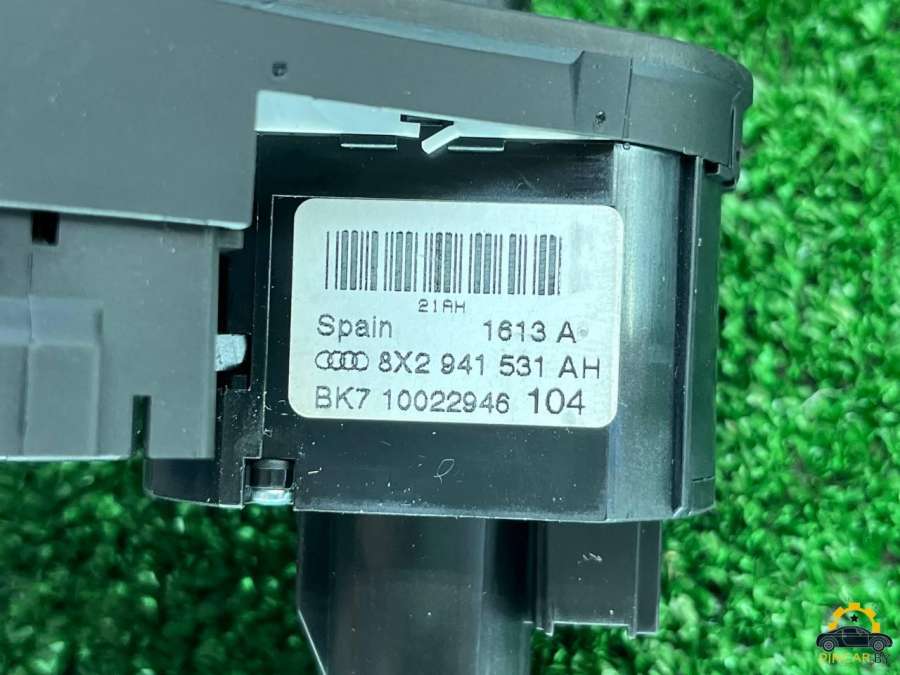 21AH
Spain 1613 A
8X2 941 531 AH
BK7 10022946 104